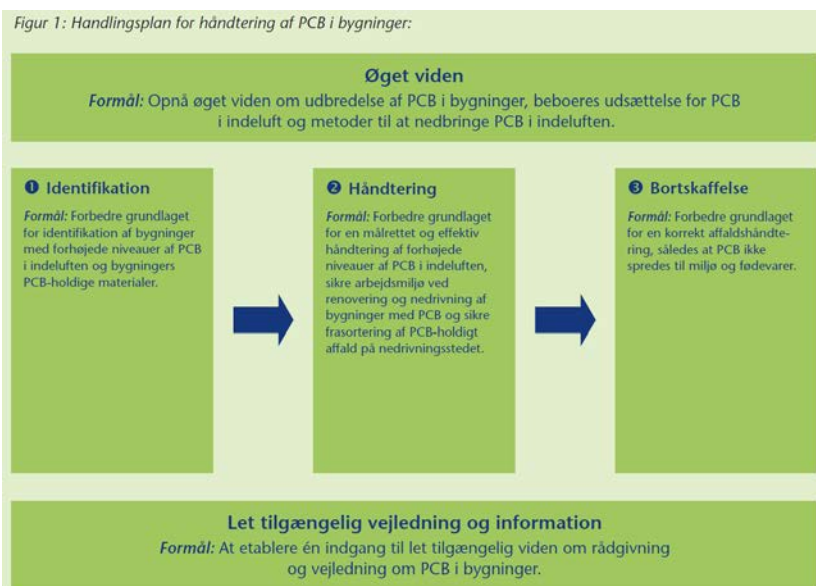 Figur 1: Handlingsplan for håndtering af PCB i bygninger:
Øget viden
Formål: Opnå øget viden om udbredelse af PCB i bygninger, beboeres udsættelse for PCB
i indeluft og metoder til at nedbringe PCB i indeluften.
❶ Identifikation
Formål: Forbedre grundlaget
for identifikation af bygninger
med forhøjede niveauer af PCB
i indeluften og bygningers
PCB-holdige materialer.
❷ Håndtering
Formål: Forbedre grundlaget
for en målrettet og effektiv
håndtering af forhøjede
niveauer af PCB i indeluften,
sikre arbejdsmiljø ved
renovering og nedrivning af
bygninger med PCB og sikre
frasortering af PCB-holdigt
affald på nedrivningsstedet.
❸ Bortskaffelse
Formål: Forbedre grundlaget
for en korrekt affaldshåndte-
ring, således at PCB ikke
spredes til miljø og fødevarer.
Let tilgængelig vejledning og information
Formål: At etablere én indgang til let tilgængelig viden om rådgivning
og vejledning om PCB i bygninger.